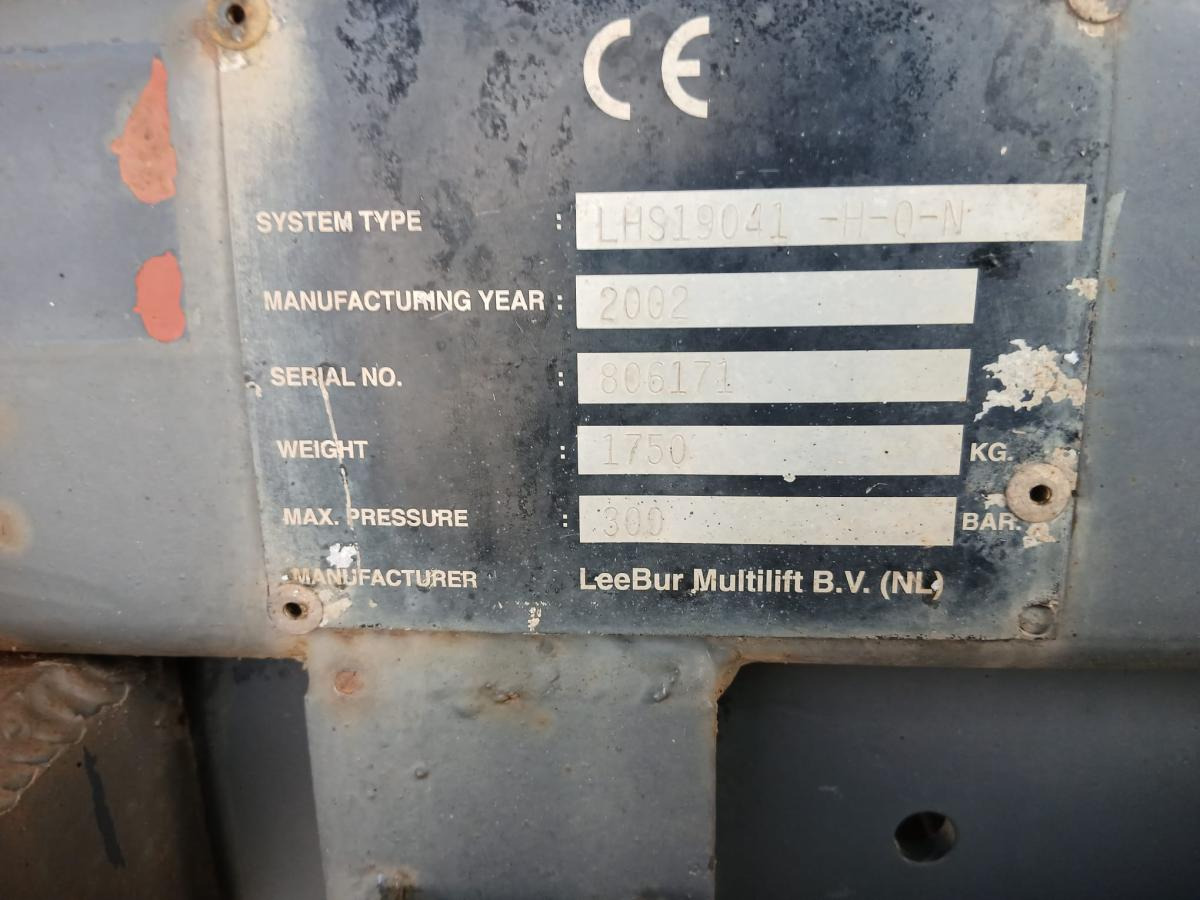 CE
SYSTEM TYPE : LHS19041 -H-0-N
MANUFACTURING YEAR : 2002
SERIAL NO. : 806171
WEIGHT : 1750 KG.
MAX. PRESSURE : 300 BAR.
MANUFACTURER LeeBur Multilift B.V. (NL)